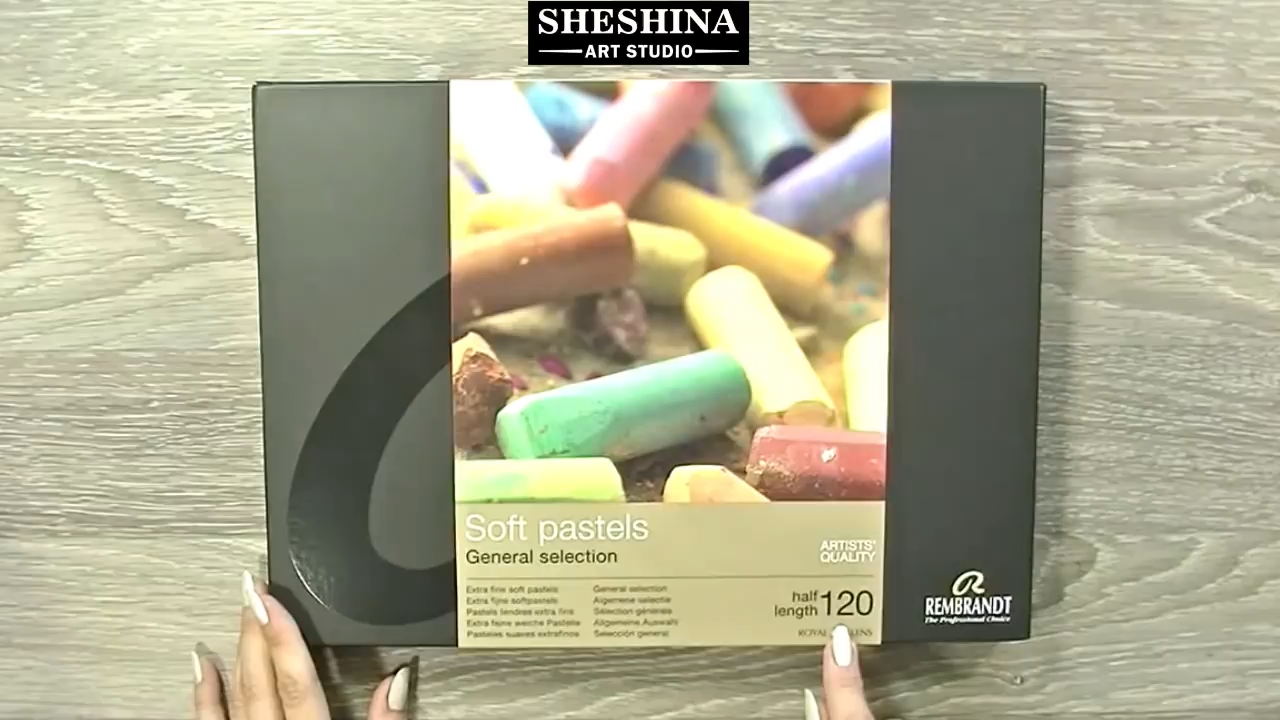 SHESHINA
ART STUDIO
Soft pastels
General selection
ARTISTS'
QUALITY
Extra fine soft pastels
Extra fijne softpastels
Pastels tendres extra fins
Extra feine weiche Pastelle
Pasteles suaves extrafinos
General selection
Algemene selectie
Sélection générale
Allgemeine Auswahl
Selección general
half
length 120
ROYAL
REMBRANDT
The Professional Choice